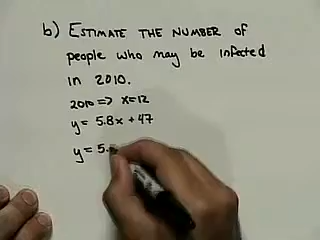 b) ESTIMATE THE NUMBER OF
people who may be infected
in 2010.
2010 => x=12
y = 5.8x + 47
y = 5.